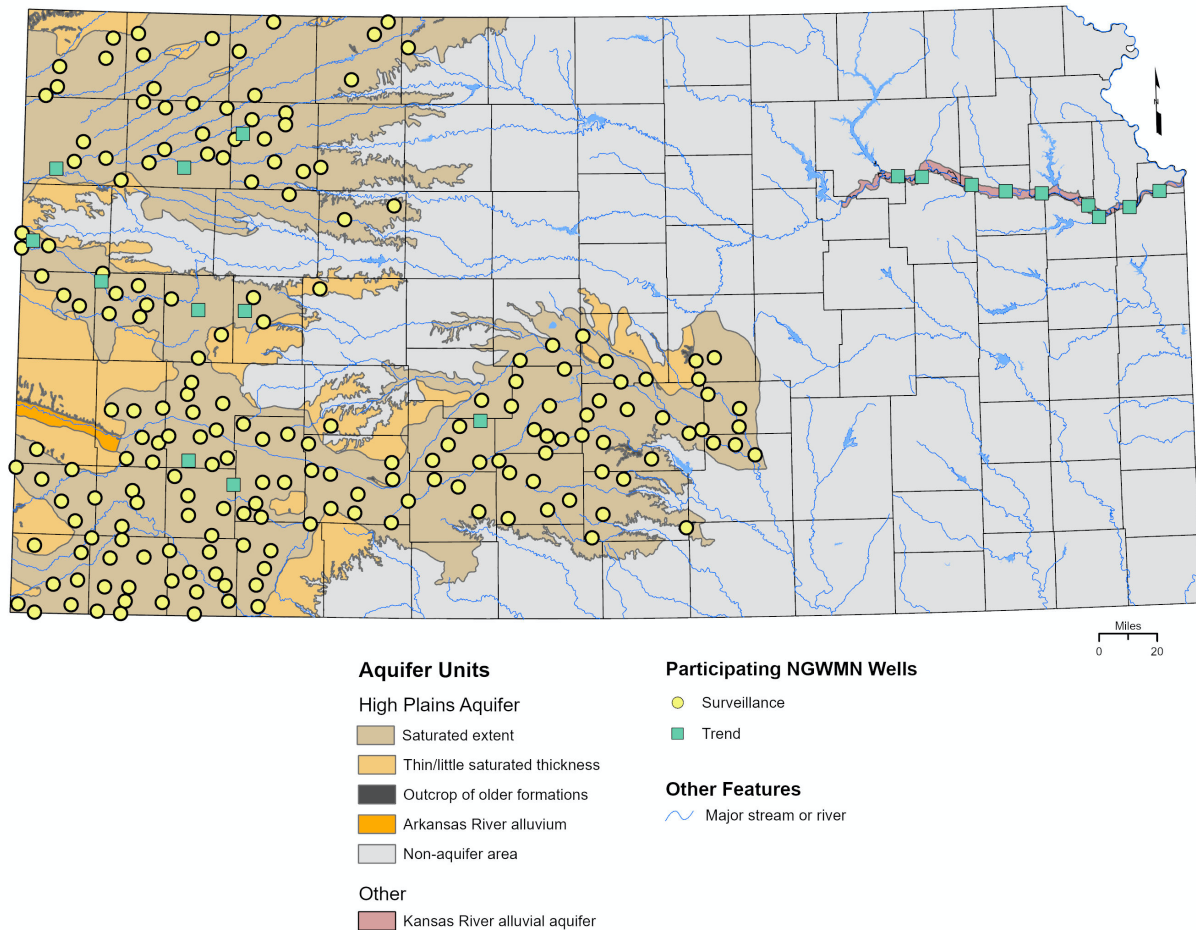 Miles
0 20
Aquifer Units
High Plains Aquifer
Saturated extent
Thin/little saturated thickness
Outcrop of older formations
Arkansas River alluvium
Non-aquifer area
Other
Kansas River alluvial aquifer
Participating NGWMN Wells
Surveillance
Trend
Other Features
Major stream or river